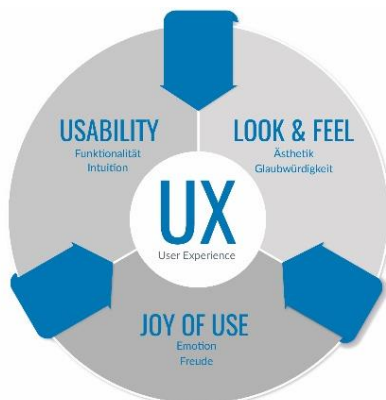 USABILITY
Funktionalität
Intuition
LOOK & FEEL
Ästhetik
Glaubwürdigkeit
UX
User Experience
JOY OF USE
Emotion
Freude